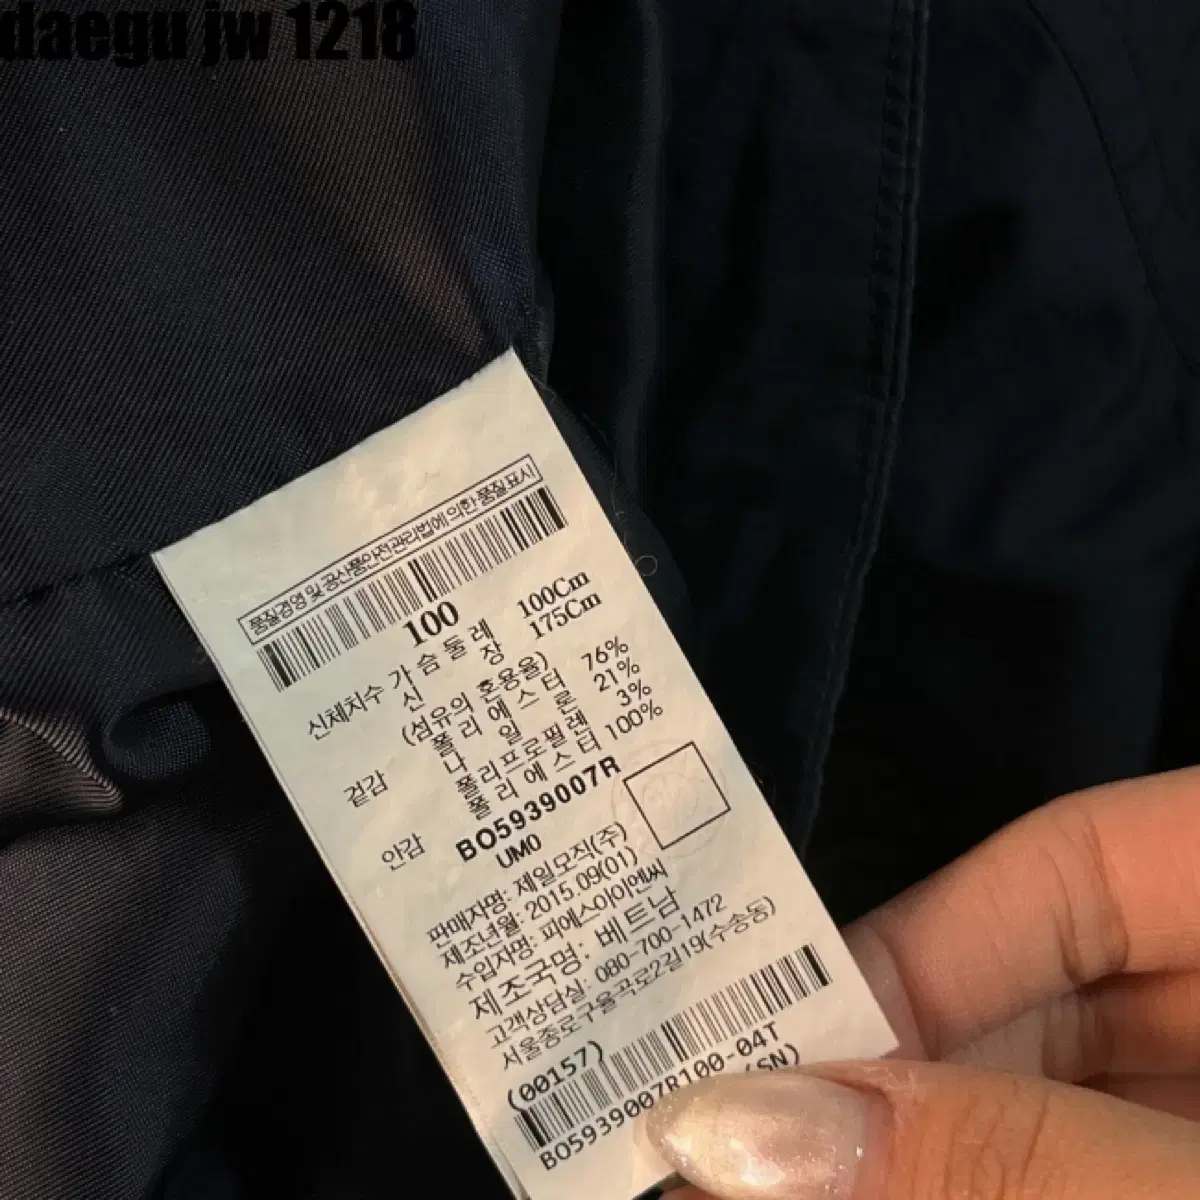 daegu jw 1218
품질경영 및 공산품안전관리법에 의한 품질표시
100
신체치수 가슴둘레 100Cm
신 장 175Cm
(섬유의 혼용율)
겉감 폴리에스터 76%
나 일 론 21%
폴리프로필렌 3%
안감 폴리에스터 100%
BO5939007R
UM0
판매자명: 제일모직(주)
제조년월: 2015.09(01)
수입자명: 피에스아이엔씨
제조국명: 베트남
고객상담실: 080-700-1472
서울종로구율곡로2길19(수송동)
(00157)
BO5939007R100-04T
SN)